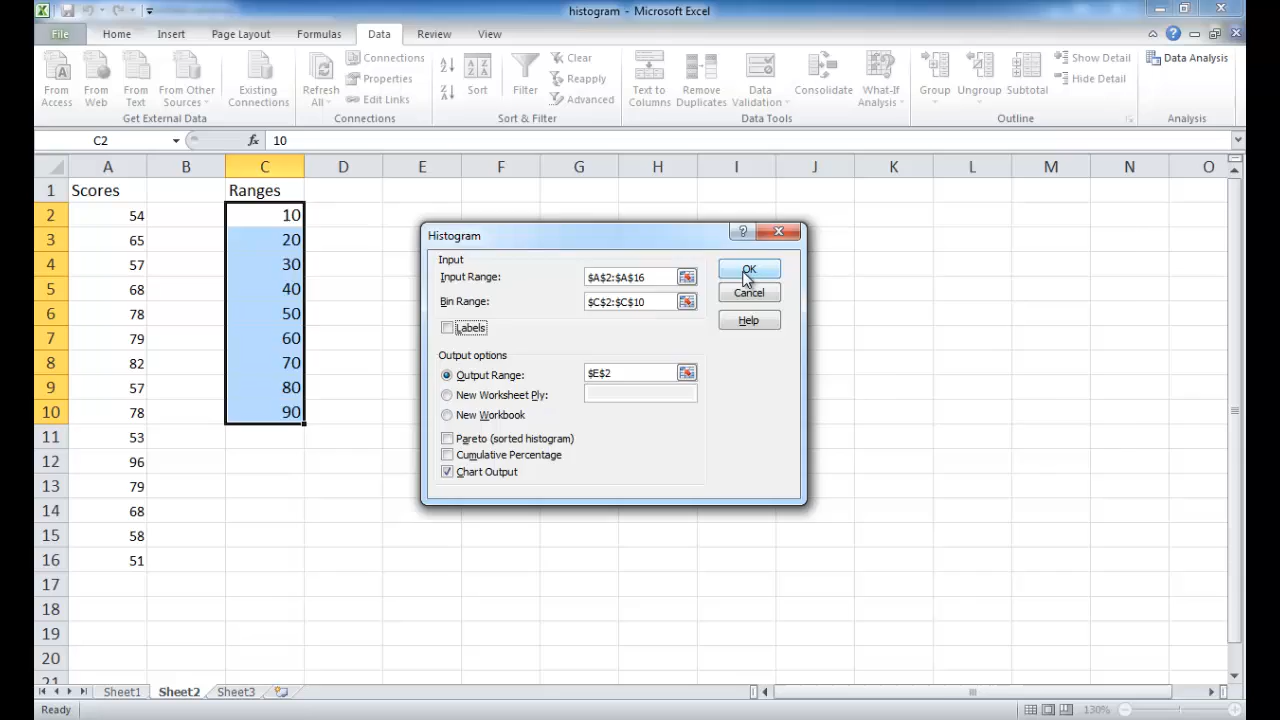 histogram - Microsoft Excel
File Home Insert Page Layout Formulas Data Review View
From Access From Web From Text From Other Sources Existing Connections
Get External Data
Refresh All Connections Properties Edit Links
Connections
Sort Filter Clear Reapply Advanced
Sort & Filter
Text to Columns Remove Duplicates Data Validation Consolidate What-If Analysis
Data Tools
Group Ungroup Subtotal Show Detail Hide Detail
Outline
Data Analysis
Analysis
C2 fx 10
A B C D E F G H I J K L M N O
1 Scores Ranges
2 54 10
3 65 20
4 57 30
5 68 40
6 78 50
7 79 60
8 82 70
9 57 80
10 78 90
11 53
12 96
13 79
14 68
15 58
16 51
17
18
19
20
21
Histogram
Input
Input Range: $A$2:$A$16
Bin Range: $C$2:$C$10
Labels
Output options
Output Range: $E$2
New Worksheet Ply:
New Workbook
Pareto (sorted histogram)
Cumulative Percentage
Chart Output
OK
Cancel
Help
Sheet1 Sheet2 Sheet3
Ready 130%